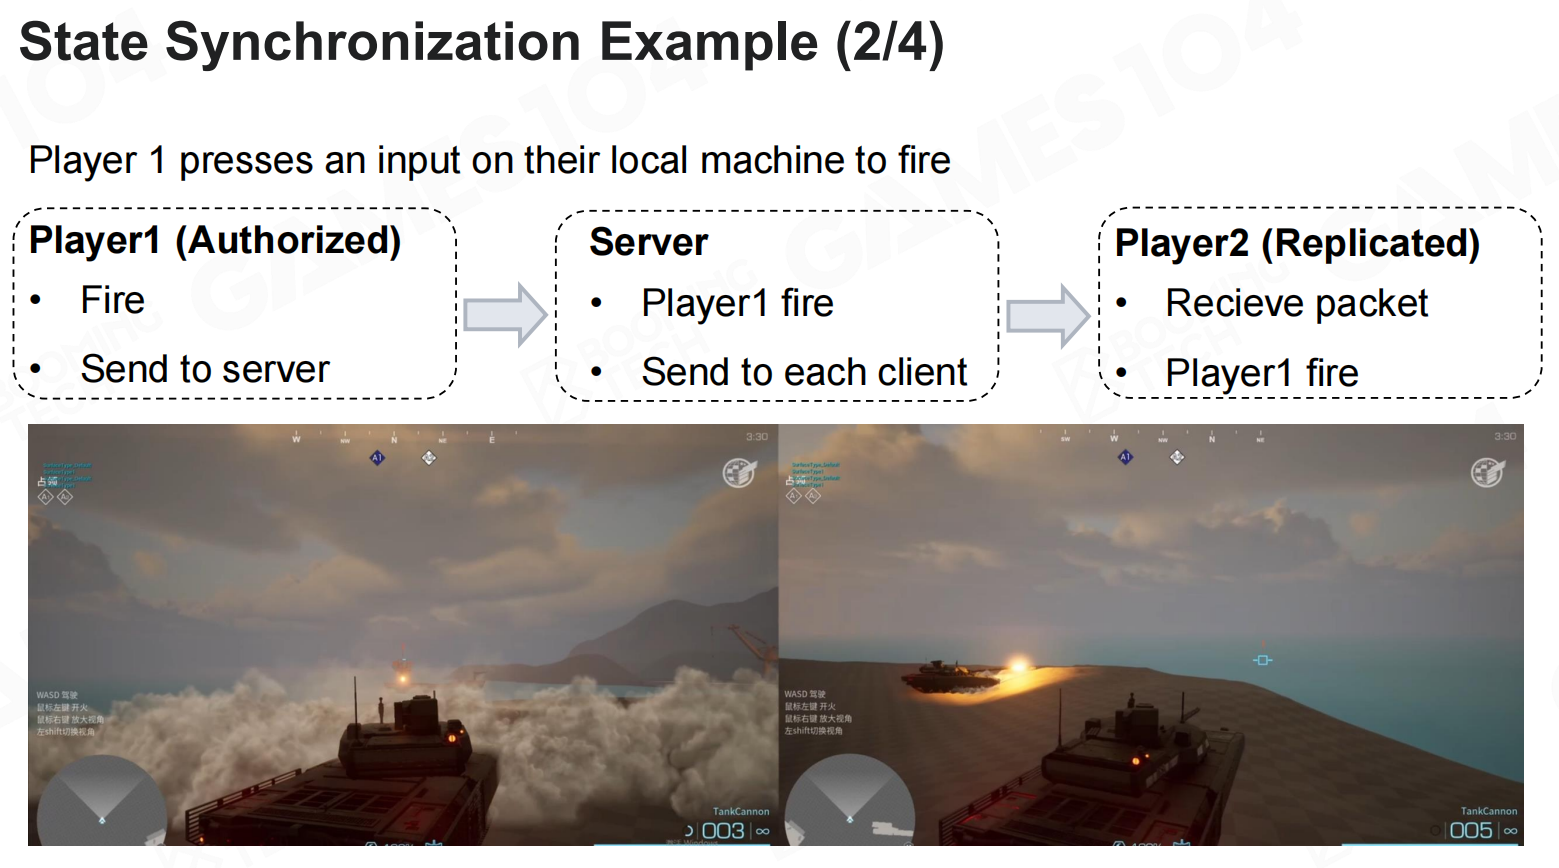 State Synchronization Example (2/4)
Player 1 presses an input on their local machine to fire
Player1 (Authorized)
• Fire
• Send to server
Server
• Player1 fire
• Send to each client
Player2 (Replicated)
• Recieve packet
• Player1 fire
W NW N NE E
3:30
A1
WASD 驾驶
鼠标左键 开火
鼠标右键 放大视角
左shift切换视角
TankCannon
003 ∞
SW W NW N NE
3:30
A1
WASD 驾驶
鼠标左键 开火
鼠标右键 放大视角
左shift切换视角
TankCannon
005 ∞
GAMES104
BOOMING
TECH